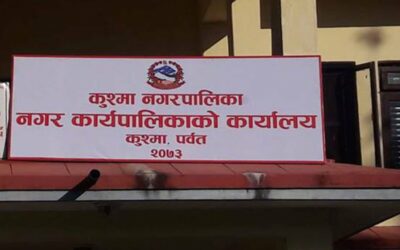 कुश्मा नगरपालिका
नगर कार्यपालिकाको कार्यालय
कुश्मा, पर्वत
२०७३